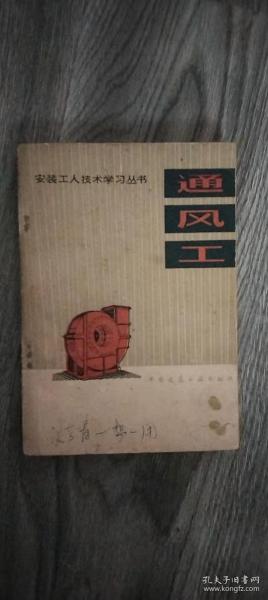 安装工人技术学习丛书
通风工
中国建筑工业出版社
孔夫子旧书网